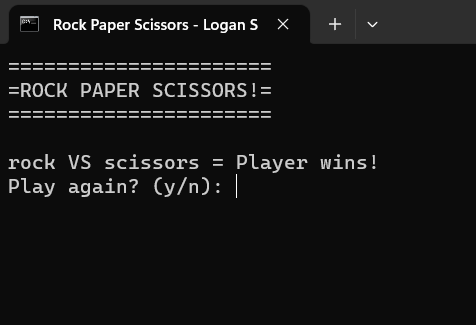 Rock Paper Scissors - Logan S
======================
=ROCK PAPER SCISSORS!=
======================
rock VS scissors = Player wins!
Play again? (y/n):